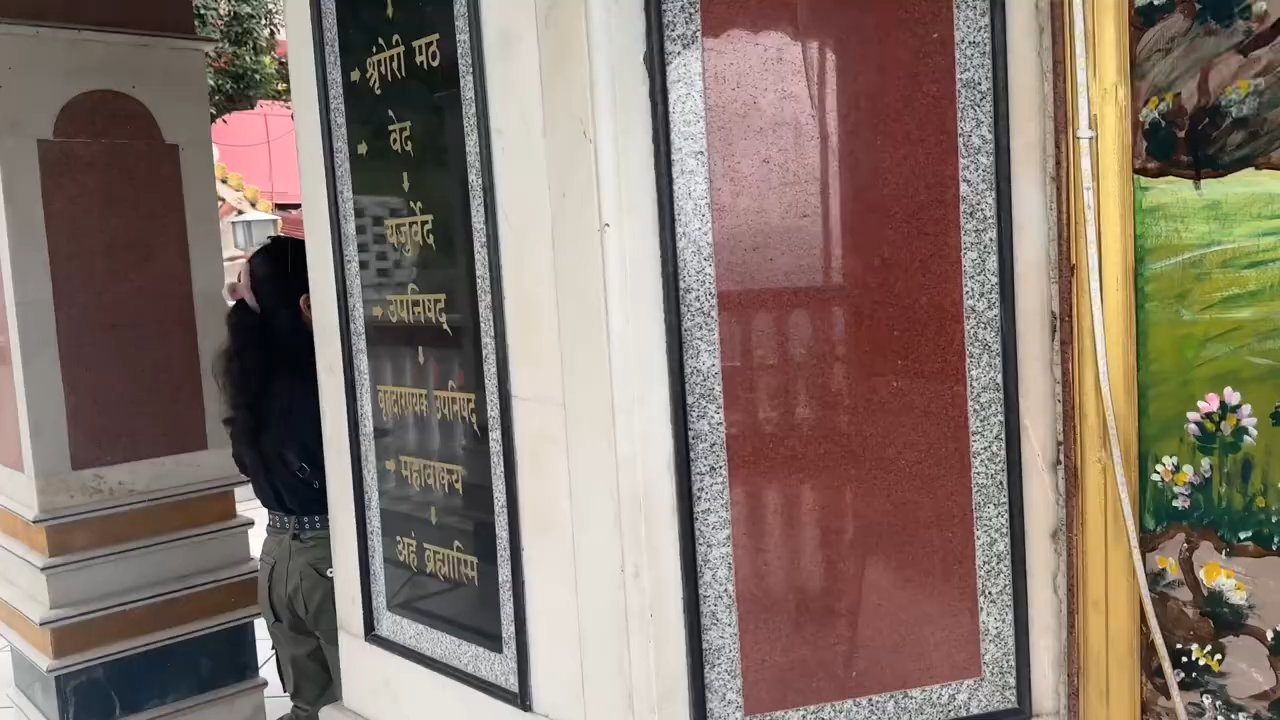 → श्रृंगेरी मठ
→ वेद
↓
यजुर्वेद
→ उपनिषद्
↓
बृहदारण्यक उपनिषद्
→ महावाक्य
↓
अहं ब्रह्मास्मि